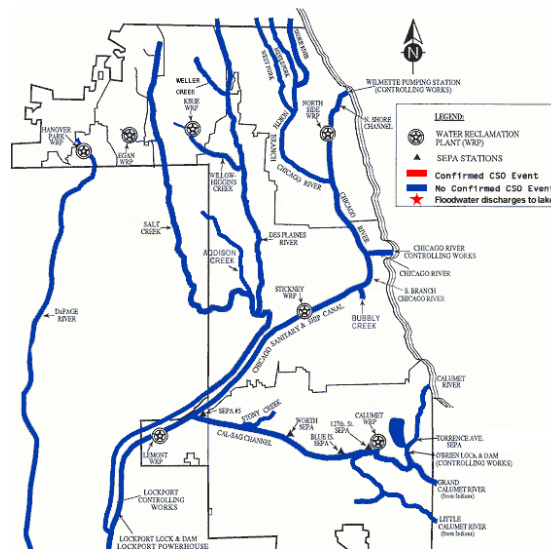 N
WILMETTE PUMPING STATION
(CONTROLLING WORKS)
N. SHORE
CHANNEL
LEGEND:
WATER RECLAMATION
PLANT (WRP)
SEPA STATIONS
Confirmed CSO Event
No Confirmed CSO Event
Floodwater discharges to lake
WEST FORK
MIDDLEFORK
SKOKIE RIVER
WELLER
CREEK
KIRIE
WRP
HANOVER
PARK
WRP
EGAN
WRP
NORTH
SIDE
WRP
NORTH
BRANCH
CHICAGO RIVER
CHICAGO RIVER
WILLOW-
HIGGINS
CREEK
SALT
CREEK
DES PLAINES
RIVER
ADDISON
CREEK
CHICAGO RIVER
CONTROLLING WORKS
CHICAGO RIVER
S. BRANCH
CHICAGO RIVER
STICKNEY
WRP
BUBBLY
CREEK
DuPAGE
RIVER
CHICAGO SANITARY & SHIP CANAL
CALUMET
RIVER
SEPA #5
STONY CREEK
WORTH
SEPA
CAL-SAG CHANNEL
BLUE IS.
SEPA
127th. St.
SEPA
CALUMET
WRP
TORRENCE AVE.
SEPA
O'BRIEN LOCK & DAM
(CONTROLLING WORKS)
LEMONT WRP
GRAND
CALUMET RIVER
(from Indiana)
LITTLE
CALUMET RIVER
(from Indiana)
LOCKPORT
CONTROLLING
WORKS
LOCKPORT LOCK & DAM
LOCKPORT POWERHOUSE